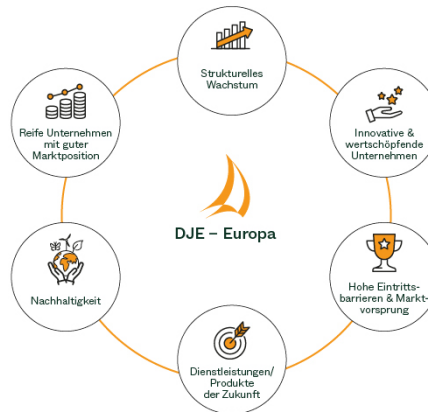 Strukturelles
Wachstum
Innovative &
wertschöpfende
Unternehmen
Hohe Eintritts-
barrieren & Markt-
vorsprung
Dienstleistungen/
Produkte
der Zukunft
Nachhaltigkeit
Reife Unternehmen
mit guter
Marktposition
DJE – Europa